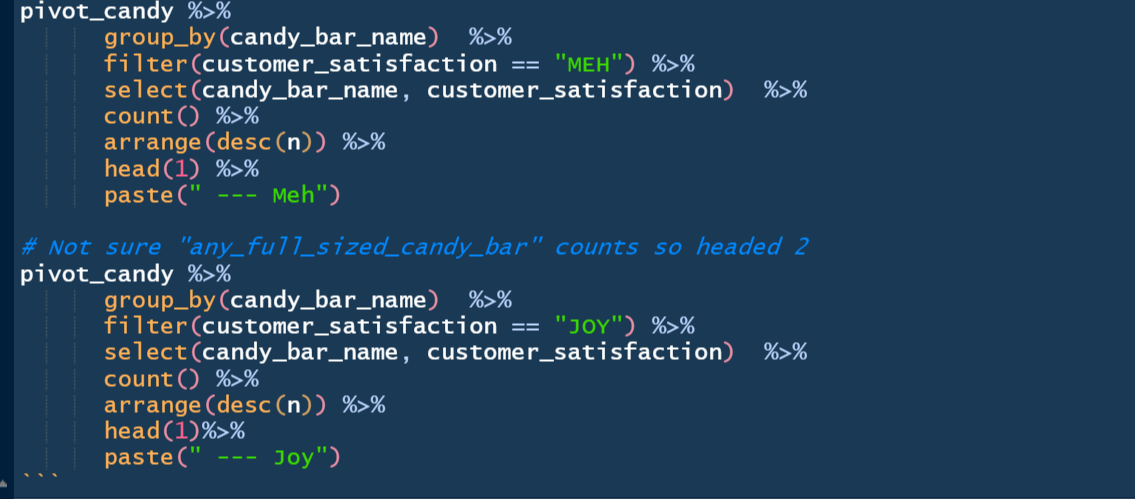 pivot_candy %>%
group_by(candy_bar_name)  %>%
filter(customer_satisfaction == "MEH") %>%
select(candy_bar_name, customer_satisfaction)  %>%
count() %>%
arrange(desc(n)) %>%
head(1) %>%
paste(" --- Meh")
# Not sure "any_full_sized_candy_bar" counts so headed 2
pivot_candy %>%
group_by(candy_bar_name)  %>%
filter(customer_satisfaction == "JOY") %>%
select(candy_bar_name, customer_satisfaction)  %>%
count() %>%
arrange(desc(n)) %>%
head(1)%>%
paste(" --- Joy")
```